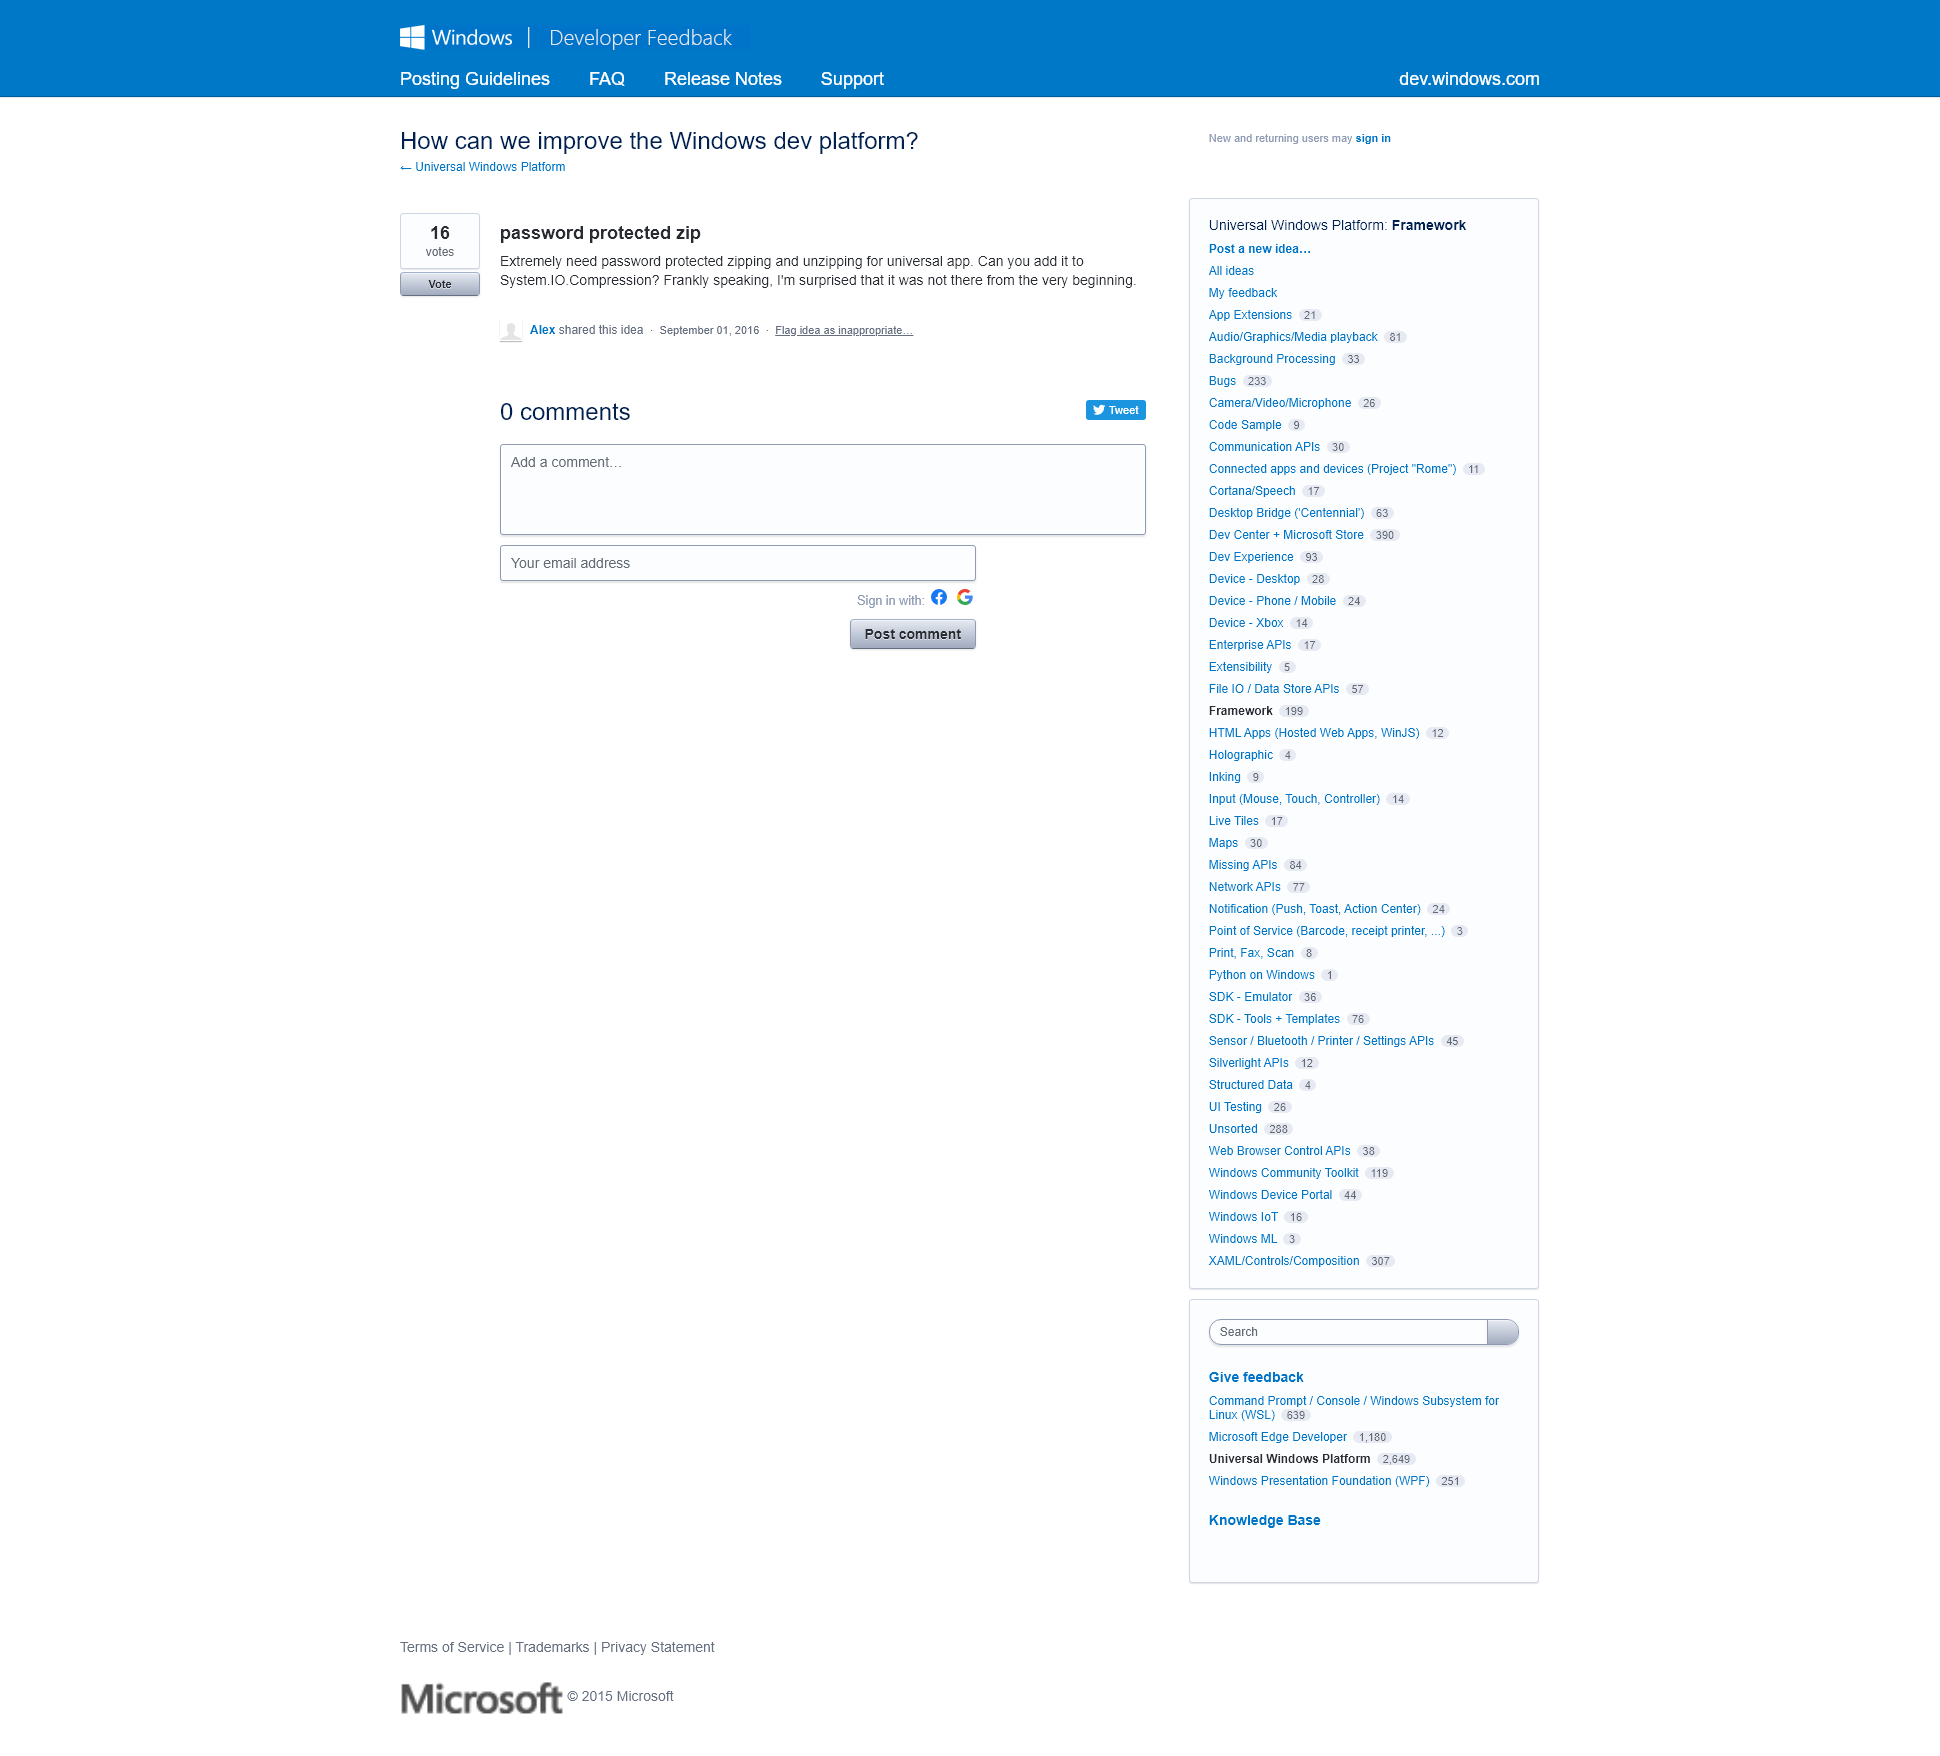 Windows | Developer Feedback
Posting Guidelines FAQ Release Notes Support dev.windows.com
How can we improve the Windows dev platform?
← Universal Windows Platform
New and returning users may sign in
16
votes
Vote
password protected zip
Extremely need password protected zipping and unzipping for universal app. Can you add it to
System.IO.Compression? Frankly speaking, I'm surprised that it was not there from the very beginning.
Alex shared this idea · September 01, 2016 · Flag idea as inappropriate…
0 comments
Tweet
Add a comment…
Your email address
Sign in with:
Post comment
Universal Windows Platform: Framework
Post a new idea…
All ideas
My feedback
App Extensions 21
Audio/Graphics/Media playback 81
Background Processing 33
Bugs 233
Camera/Video/Microphone 26
Code Sample 9
Communication APIs 30
Connected apps and devices (Project "Rome") 11
Cortana/Speech 17
Desktop Bridge ('Centennial') 63
Dev Center + Microsoft Store 390
Dev Experience 93
Device - Desktop 28
Device - Phone / Mobile 24
Device - Xbox 14
Enterprise APIs 17
Extensibility 5
File IO / Data Store APIs 57
Framework 199
HTML Apps (Hosted Web Apps, WinJS) 12
Holographic 4
Inking 9
Input (Mouse, Touch, Controller) 14
Live Tiles 17
Maps 30
Missing APIs 84
Network APIs 77
Notification (Push, Toast, Action Center) 24
Point of Service (Barcode, receipt printer, ...) 3
Print, Fax, Scan 8
Python on Windows 1
SDK - Emulator 36
SDK - Tools + Templates 76
Sensor / Bluetooth / Printer / Settings APIs 45
Silverlight APIs 12
Structured Data 4
UI Testing 26
Unsorted 288
Web Browser Control APIs 38
Windows Community Toolkit 119
Windows Device Portal 44
Windows IoT 16
Windows ML 3
XAML/Controls/Composition 307
Search
Give feedback
Command Prompt / Console / Windows Subsystem for
Linux (WSL) 639
Microsoft Edge Developer 1,180
Universal Windows Platform 2,649
Windows Presentation Foundation (WPF) 251
Knowledge Base
Terms of Service | Trademarks | Privacy Statement
Microsoft © 2015 Microsoft